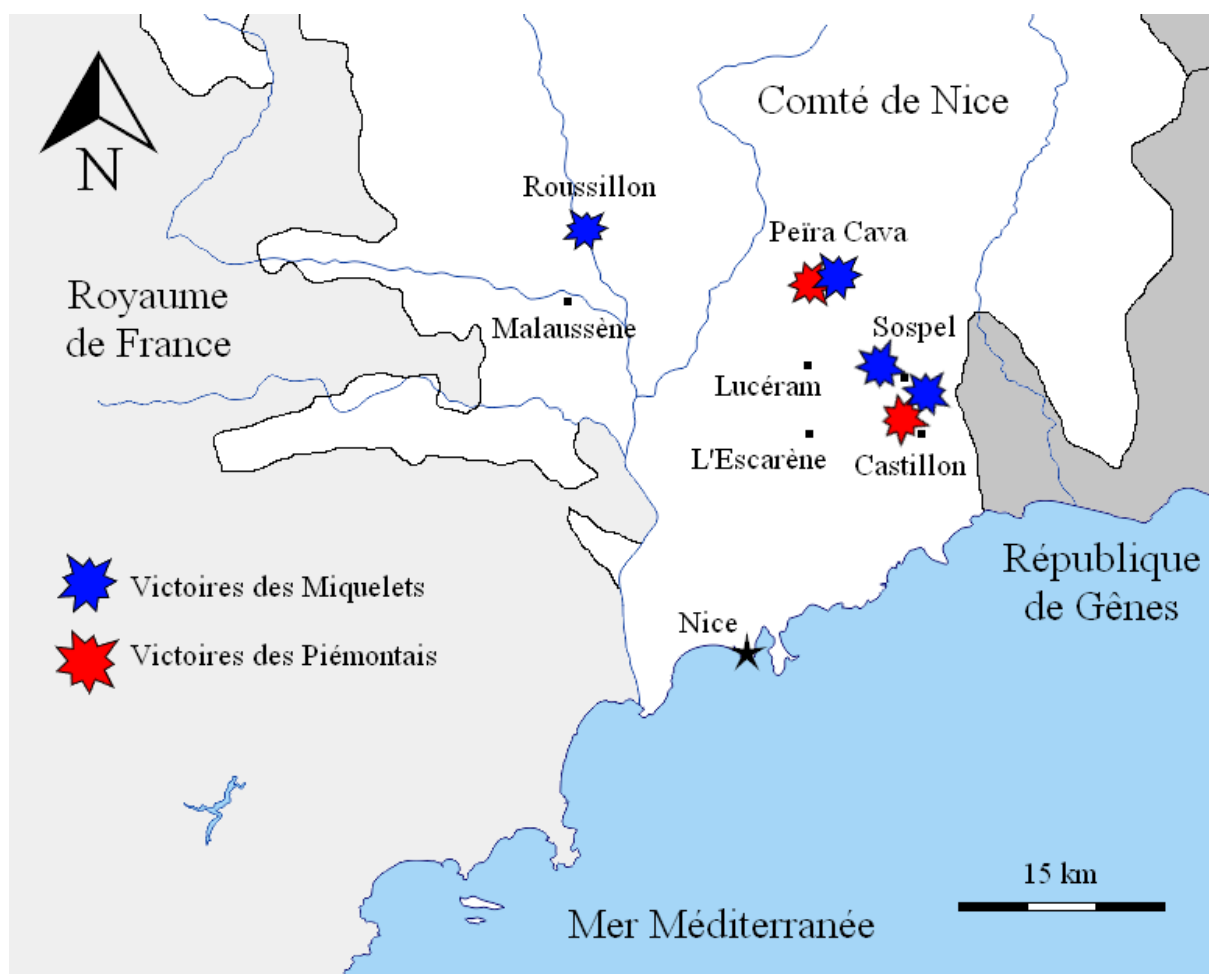 Comté de Nice
N
Roussillon
Peïra Cava
Royaume
de France
Malaussène
Sospel
Lucéram
L'Escarène
Castillon
Victoires des Miquelets
Victoires des Piémontais
République
de Gênes
Nice
15 km
Mer Méditerranée